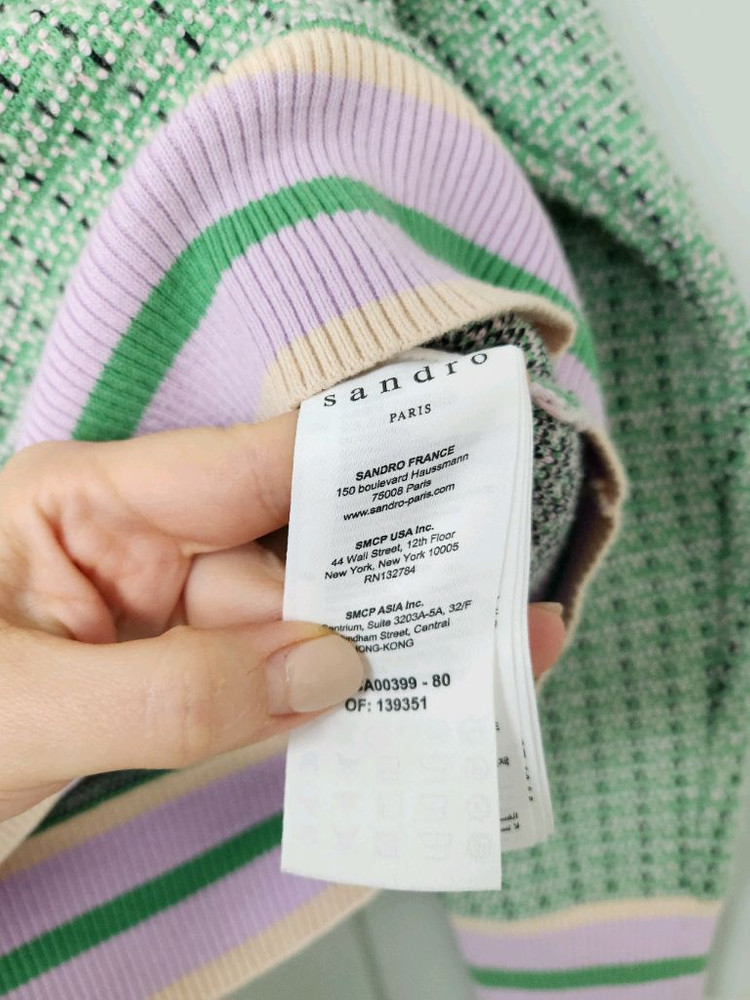 sandro
PARIS
SANDRO FRANCE
150 boulevard Haussmann
75008 Paris
www.sandro-paris.com
SMCP USA Inc.
44 Wall Street, 12th Floor
New York, New York 10005
RN132784
SMCP ASIA Inc.
Suite 3203A-5A, 32/F
Street, Central
HONG-KONG
A00399 - 80
OF: 139351